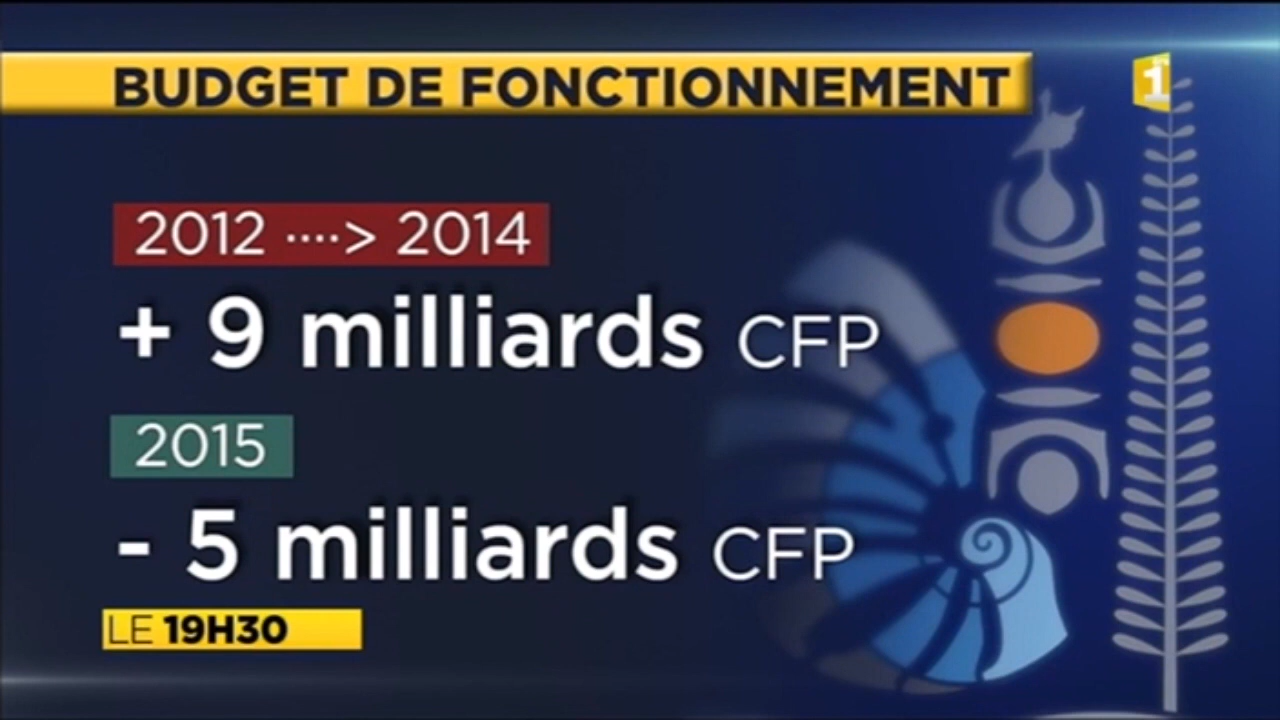 BUDGET DE FONCTIONNEMENT
1
2012 ····> 2014
+ 9 milliards CFP
2015
- 5 milliards CFP
LE 19H30